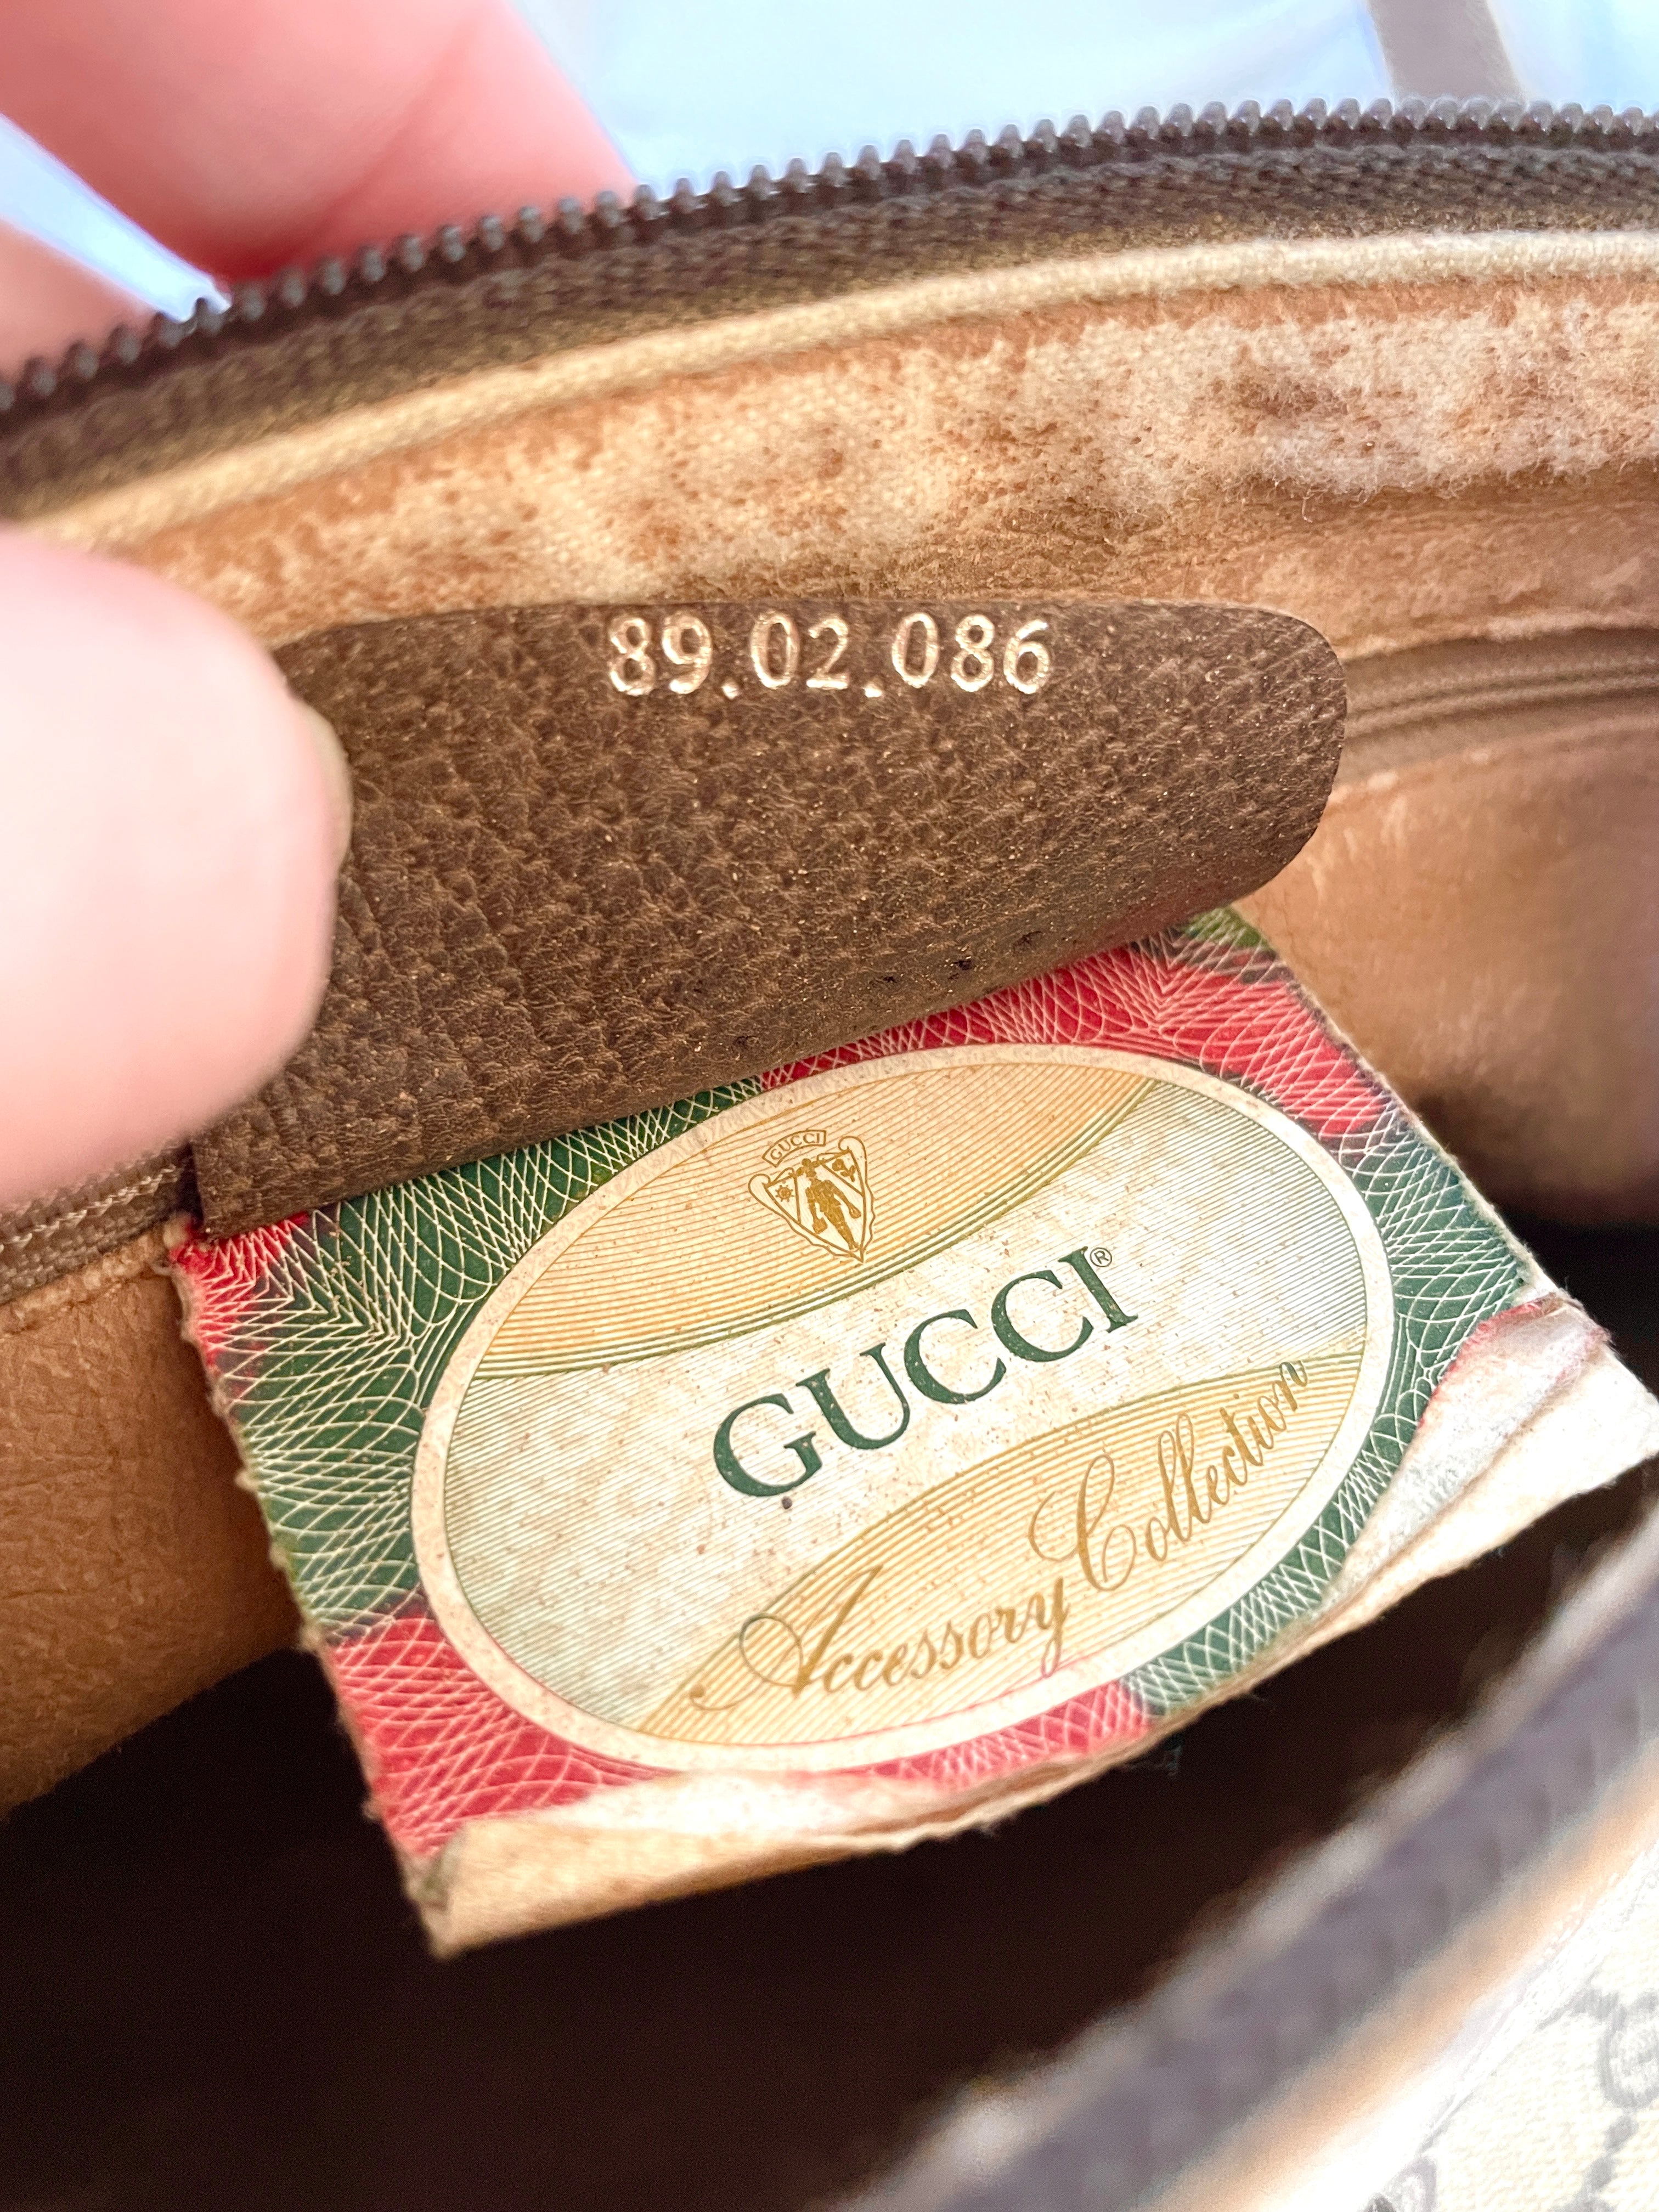 89.02.086
GUCCI
GUCCI®
Accessory Collection